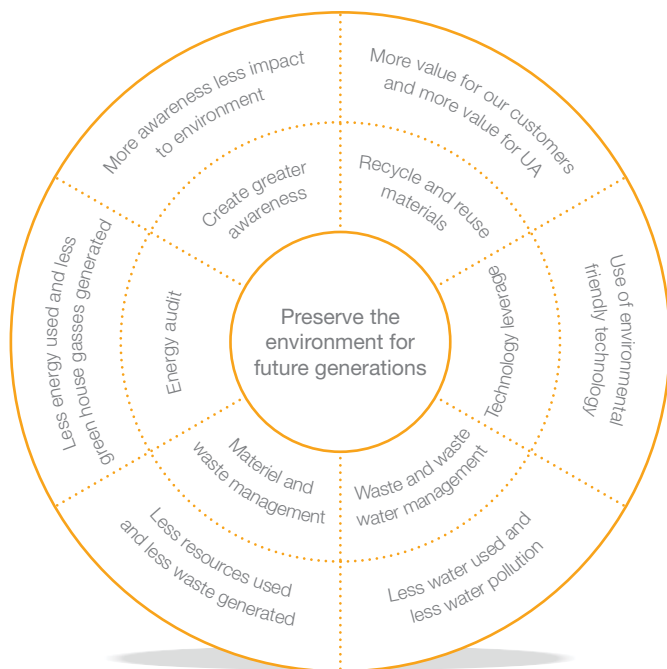 More awareness less impact
to environment
More value for our customers
and more value for UA
Create greater
awareness
Recycle and reuse
materials
Less energy used and less
green house gasses generated
Energy audit
Preserve the
environment for
future generations
Technology leverage
Use of environmental
friendly technology
Materiel and
waste management
Waste and waste
water management
Less resources used
and less waste generated
Less water used and
less water pollution